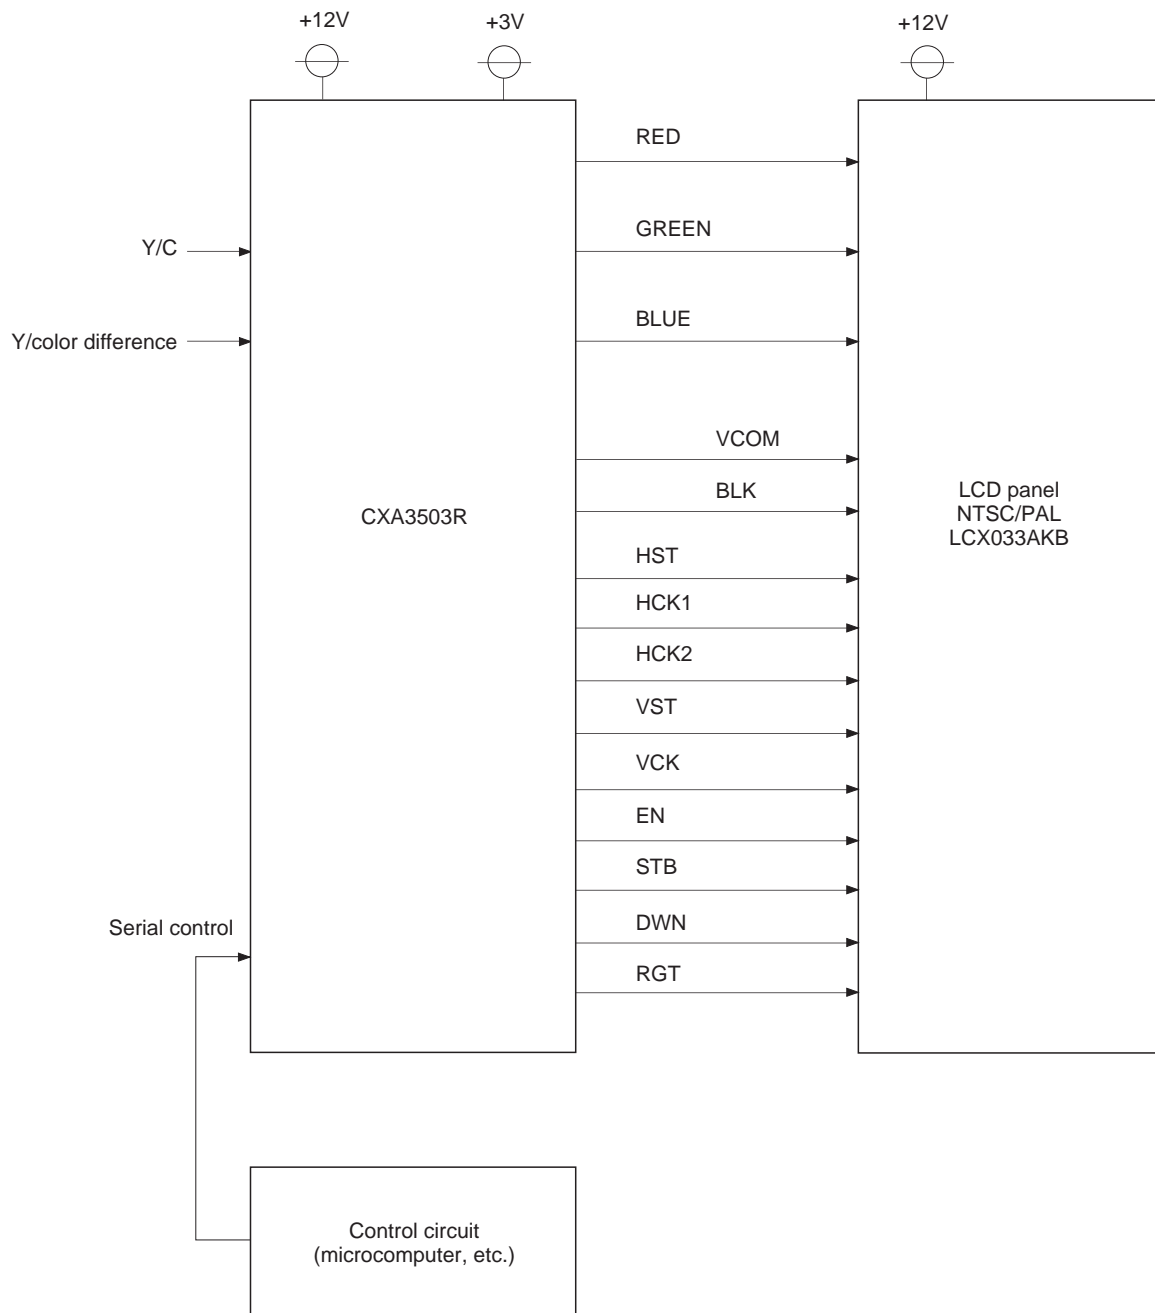 +12V
+3V
+12V
RED
GREEN
Y/C
BLUE
Y/color difference
VCOM
BLK
CXA3503R
LCD panel
NTSC/PAL
LCX033AKB
HST
HCK1
HCK2
VST
VCK
EN
STB
DWN
Serial control
RGT
Control circuit
(microcomputer, etc.)